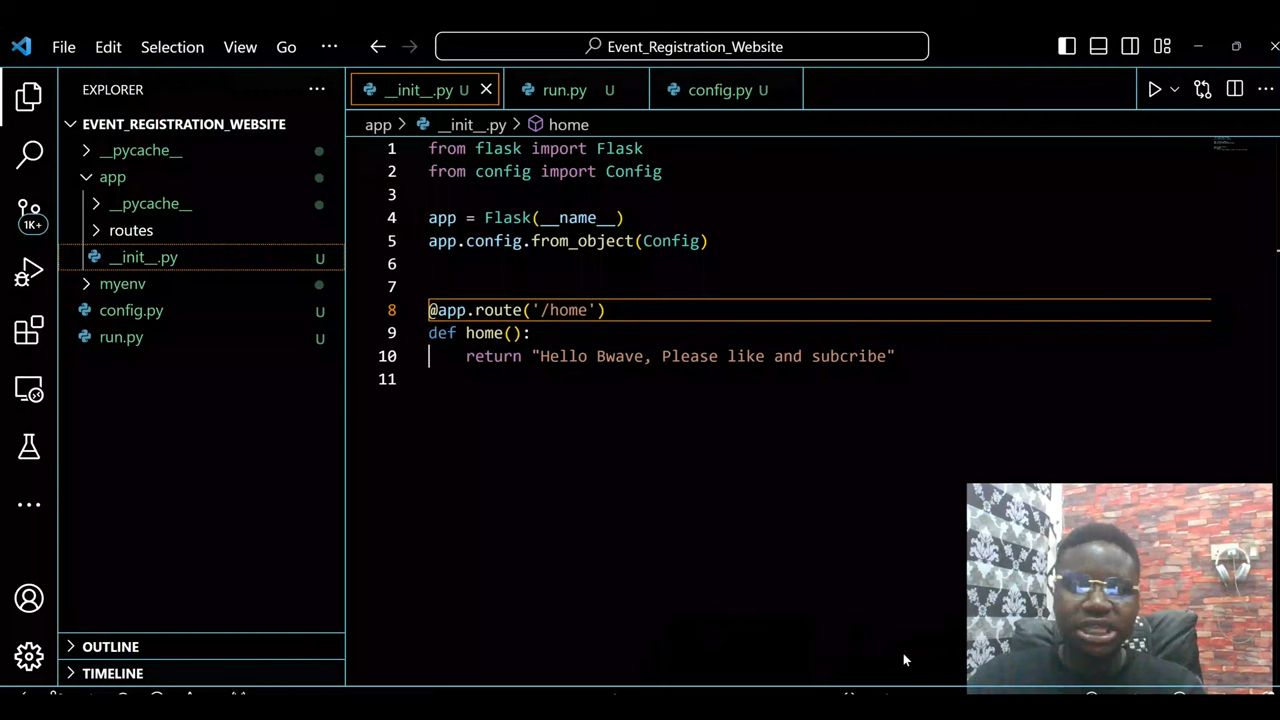 File Edit Selection View Go ... Event_Registration_Website
EXPLORER ...
EVENT_REGISTRATION_WEBSITE
__pycache__
app
__pycache__
routes
__init__.py U
myenv
config.py U
run.py U
1K+
OUTLINE
TIMELINE
__init__.py U run.py U config.py U
app > __init__.py > home
1 from flask import Flask
2 from config import Config
3
4 app = Flask(__name__)
5 app.config.from_object(Config)
6
7
8 @app.route('/home')
9 def home():
10 return "Hello Bwave, Please like and subcribe"
11